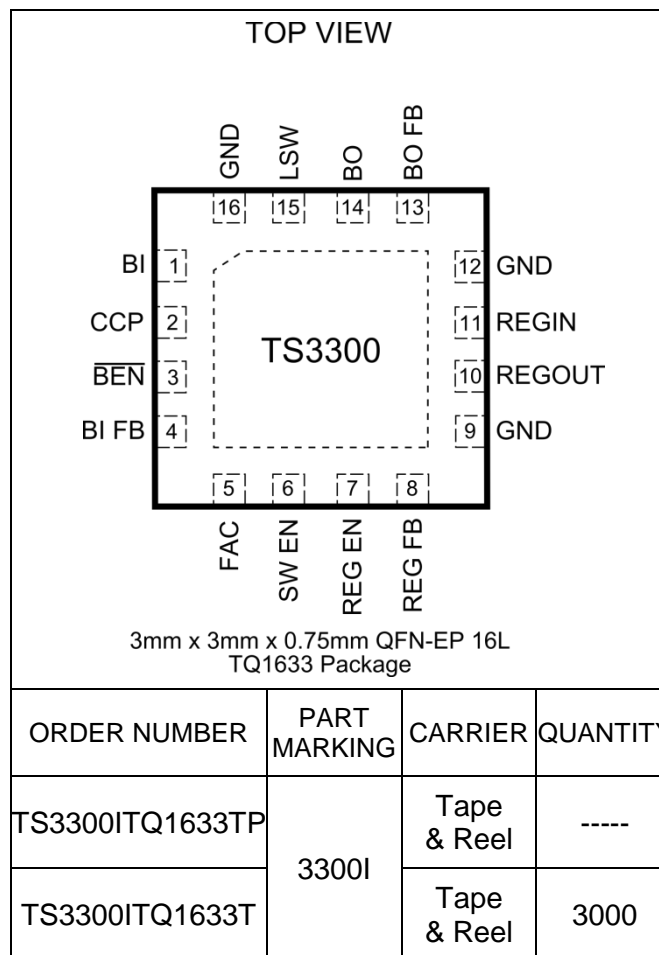 TOP VIEW
GND
LSW
BO
BO FB
16
15
14
13
BI 1
12 GND
CCP 2
11 REGIN
TS3300
BEN 3
10 REGOUT
BI FB 4
9 GND
5
6
7
8
FAC
SW EN
REG EN
REG FB
3mm x 3mm x 0.75mm QFN-EP 16L
TQ1633 Package
ORDER NUMBER
PART
MARKING
CARRIER
QUANTITY
TS3300ITQ1633TP
3300I
Tape
& Reel
-----
TS3300ITQ1633T
Tape
& Reel
3000